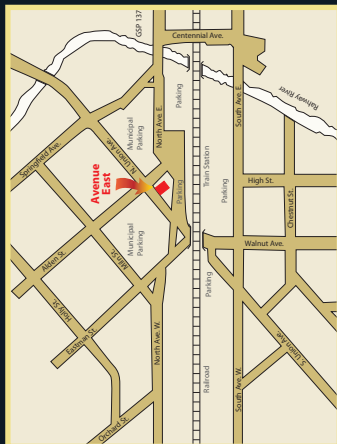 GSP 137
Centennial Ave.
Rahway River
North Ave. E.
Parking
South Ave. E.
Municipal
Parking
N. Union Ave.
Springfield Ave.
Train Station
Avenue
East
Parking
Parking
High St.
Chestnut St.
Municipal
Parking
Walnut Ave.
Alden St.
Miln St.
Holly St.
Parking
Eastman St.
North Ave. W.
South Ave. W.
S. Union Ave.
Railroad
Orchard St.